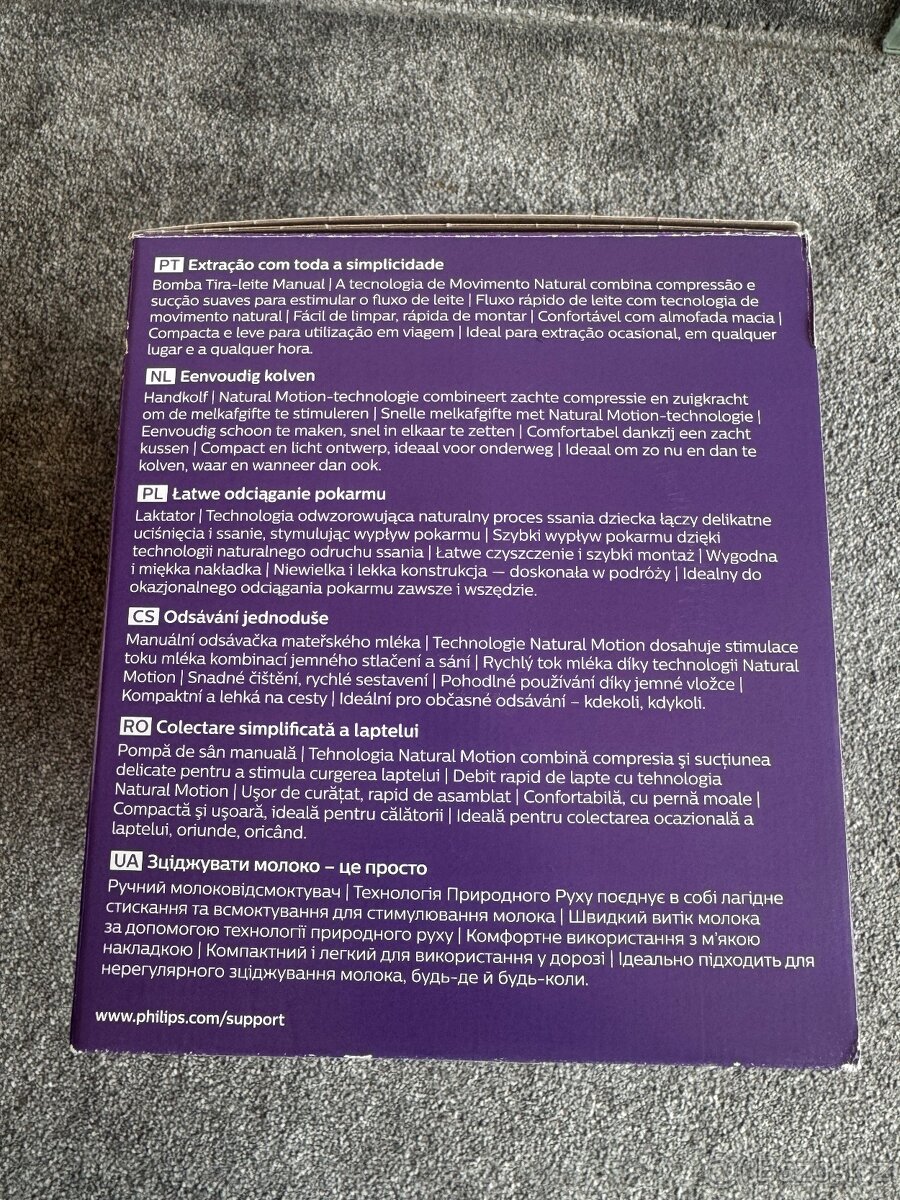 PT Extração com toda a simplicidade
Bomba Tira-leite Manual | A tecnologia de Movimento Natural combina compressão e
sucção suaves para estimular o fluxo de leite | Fluxo rápido de leite com tecnologia de
movimento natural | Fácil de limpar, rápida de montar | Confortável com almofada macia |
Compacta e leve para utilização em viagem | Ideal para extração ocasional, em qualquer
lugar e a qualquer hora.
NL Eenvoudig kolven
Handkolf | Natural Motion-technologie combineert zachte compressie en zuigkracht
om de melkafgifte te stimuleren | Snelle melkafgifte met Natural Motion-technologie |
Eenvoudig schoon te maken, snel in elkaar te zetten | Comfortabel dankzij een zacht
kussen | Compact en licht ontwerp, ideaal voor onderweg | Ideaal om zo nu en dan te
kolven, waar en wanneer dan ook.
PL Łatwe odciąganie pokarmu
Laktator | Technologia odwzorowująca naturalny proces ssania dziecka łączy delikatne
uciśnięcia i ssanie, stymulując wypływ pokarmu | Szybki wypływ pokarmu dzięki
technologii naturalnego odruchu ssania | Łatwe czyszczenie i szybki montaż | Wygodna
i miękka nakładka | Niewielka i lekka konstrukcja — doskonała w podróży | Idealny do
okazjonalnego odciągania pokarmu zawsze i wszędzie.
CS Odsávání jednoduše
Manuální odsávačka mateřského mléka | Technologie Natural Motion dosahuje stimulace
toku mléka kombinací jemného stlačení a sání | Rychlý tok mléka díky technologii Natural
Motion | Snadné čištění, rychlé sestavení | Pohodlné používání díky jemné vložce |
Kompaktní a lehká na cesty | Ideální pro občasné odsávání – kdekoli, kdykoli.
RO Colectare simplificată a laptelui
Pompă de sân manuală | Tehnologia Natural Motion combină compresia şi sucţiunea
delicate pentru a stimula curgerea laptelui | Debit rapid de lapte cu tehnologia
Natural Motion | Uşor de curăţat, rapid de asamblat | Confortabilă, cu pernă moale |
Compactă şi uşoară, ideală pentru călătorii | Ideală pentru colectarea ocazională a
laptelui, oriunde, oricând.
UA Зціджувати молоко – це просто
Ручний молоковідсмоктувач | Технологія Природного Руху поєднує в собі лагідне
стискання та всмоктування для стимулювання молока | Швидкий витік молока
за допомогою технології природного руху | Комфортне використання з м'якою
накладкою | Компактний і легкий для використання у дорозі | Ідеально підходить для
нерегулярного зціджування молока, будь-де й будь-коли.
www.philips.com/support